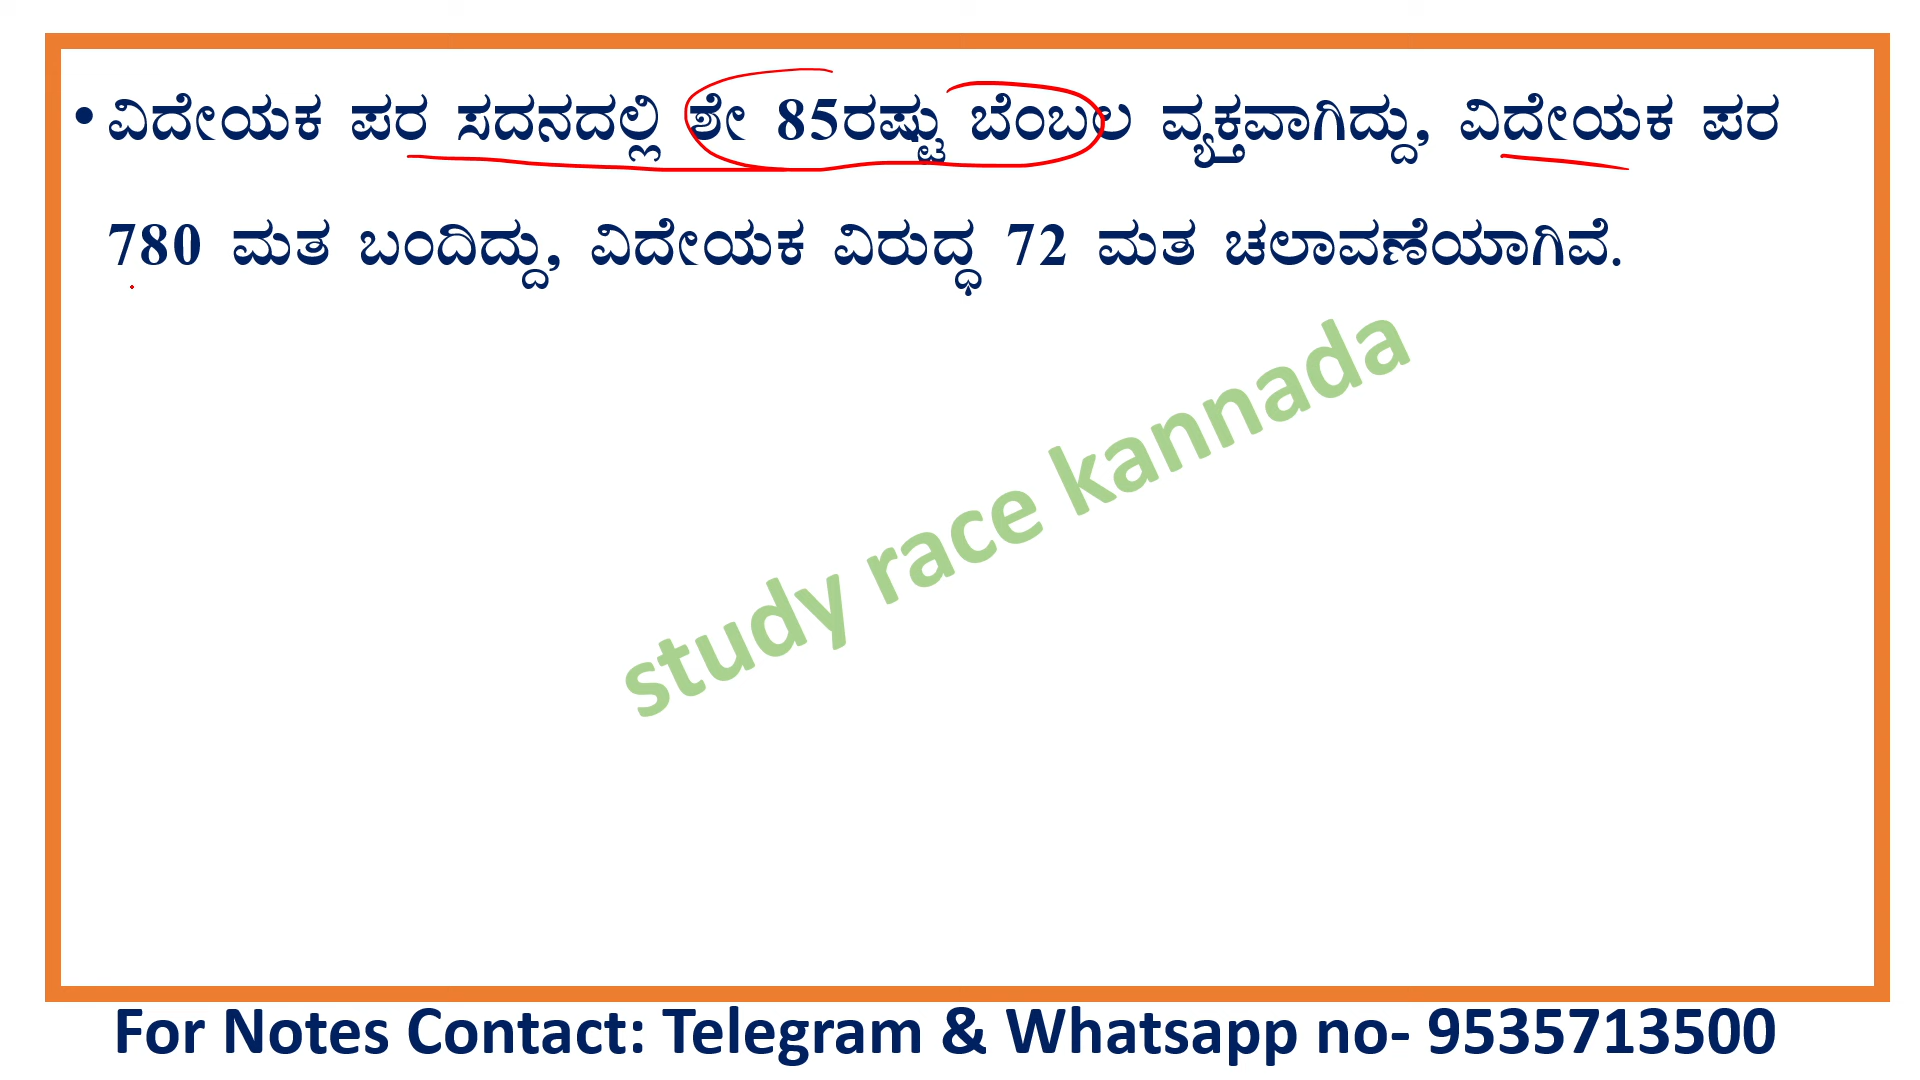 • ವಿದೇಯಕ ಪರ ಸದನದಲ್ಲಿ ಶೇ 85ರಷ್ಟು ಬೆಂಬಲ ವ್ಯಕ್ತವಾಗಿದ್ದು, ವಿದೇಯಕ ಪರ
780 ಮತ ಬಂದಿದ್ದು, ವಿದೇಯಕ ವಿರುದ್ಧ 72 ಮತ ಚಲಾವಣೆಯಾಗಿವೆ.
study race kannada
For Notes Contact: Telegram & Whatsapp no- 9535713500